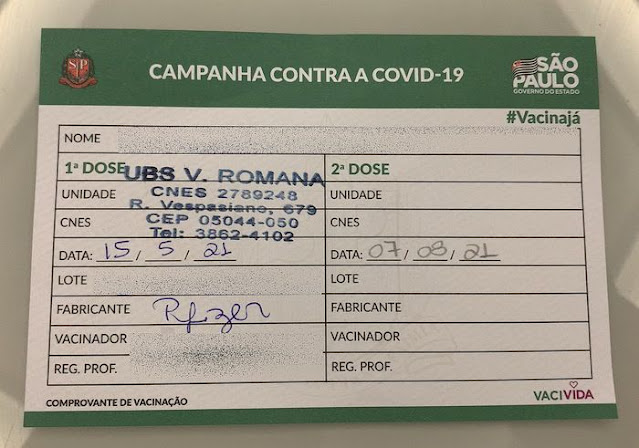 SP
CAMPANHA CONTRA A COVID-19
SÃO
PAULO
GOVERNO DO ESTADO
#Vacinajá
NOME
1ª DOSE
UBS V. ROMANA
CNES 2789248
R. Vespasiano, 679
CEP 05044-050
Tel: 3862-4102
UNIDADE
CNES
DATA: 15 / 5 / 21
LOTE
FABRICANTE Pfizer
VACINADOR
REG. PROF.
2ª DOSE
UNIDADE
CNES
DATA: 07 / 08 / 21
LOTE
FABRICANTE
VACINADOR
REG. PROF.
COMPROVANTE DE VACINAÇÃO
VACIVIDA